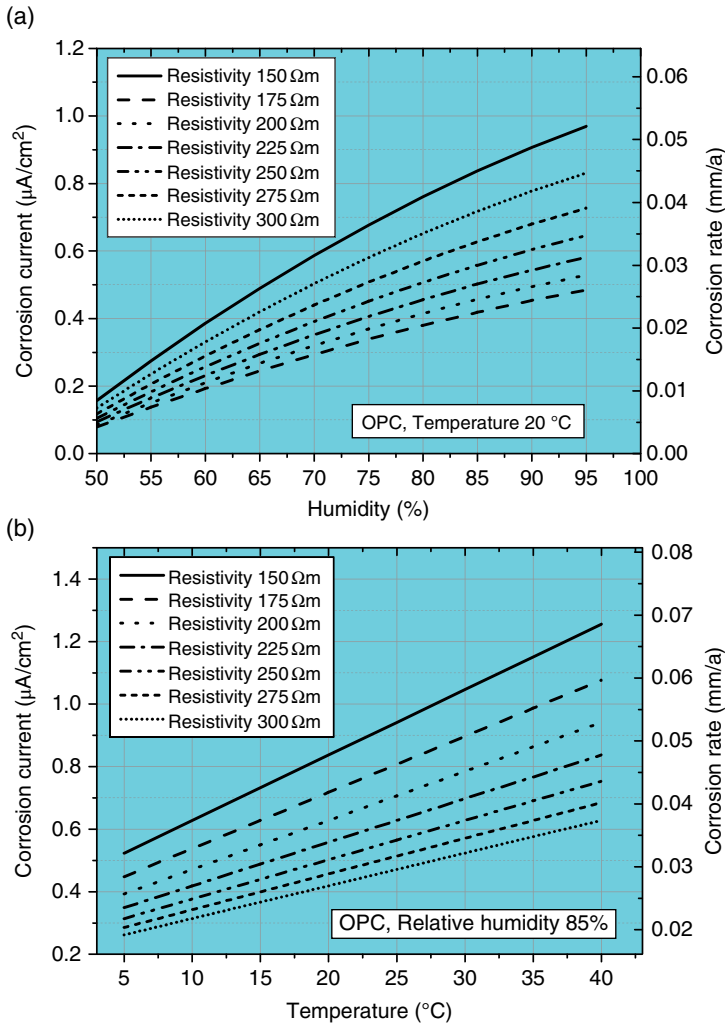 (a)
1.2
1.0
0.8
0.6
0.4
0.2
0.0
Corrosion current (μA/cm²)
Resistivity 150 Ωm
Resistivity 175 Ωm
Resistivity 200 Ωm
Resistivity 225 Ωm
Resistivity 250 Ωm
Resistivity 275 Ωm
Resistivity 300 Ωm
OPC, Temperature 20 °C
0.06
0.05
0.04
0.03
0.02
0.01
0.00
Corrosion rate (mm/a)
50 55 60 65 70 75 80 85 90 95 100
Humidity (%)
(b)
1.4
1.2
1.0
0.8
0.6
0.4
0.2
Corrosion current (μA/cm²)
Resistivity 150 Ωm
Resistivity 175 Ωm
Resistivity 200 Ωm
Resistivity 225 Ωm
Resistivity 250 Ωm
Resistivity 275 Ωm
Resistivity 300 Ωm
OPC, Relative humidity 85%
0.08
0.07
0.06
0.05
0.04
0.03
0.02
Corrosion rate (mm/a)
5 10 15 20 25 30 35 40
Temperature (°C)